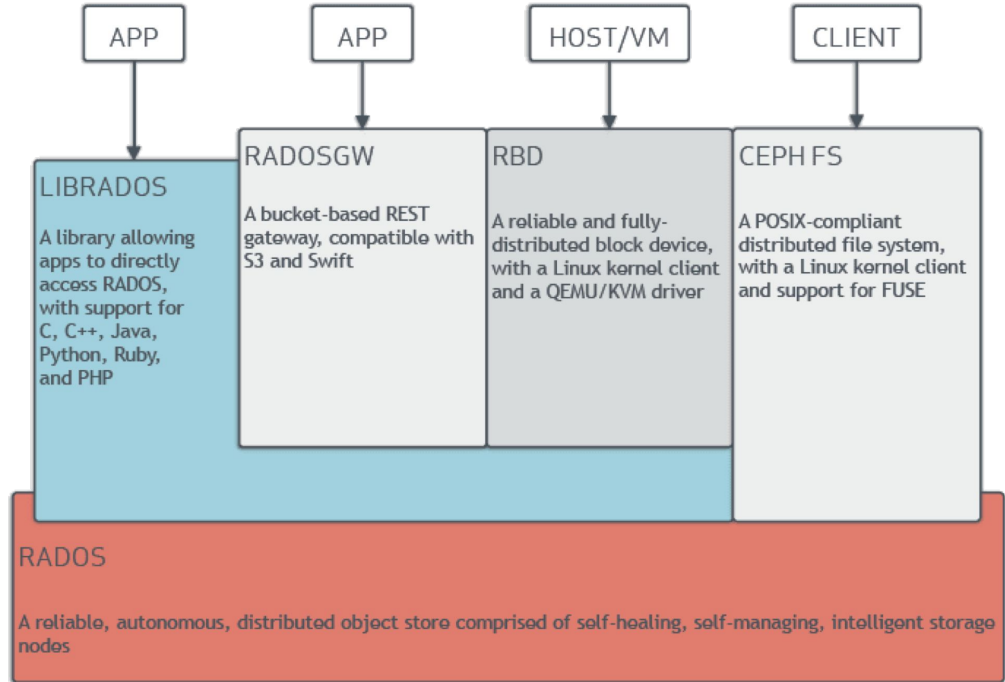 APP
APP
HOST/VM
CLIENT
LIBRADOS
A library allowing
apps to directly
access RADOS,
with support for
C, C++, Java,
Python, Ruby,
and PHP
RADOSGW
A bucket-based REST
gateway, compatible with
S3 and Swift
RBD
A reliable and fully-
distributed block device,
with a Linux kernel client
and a QEMU/KVM driver
CEPH FS
A POSIX-compliant
distributed file system,
with a Linux kernel client
and support for FUSE
RADOS
A reliable, autonomous, distributed object store comprised of self-healing, self-managing, intelligent storage
nodes